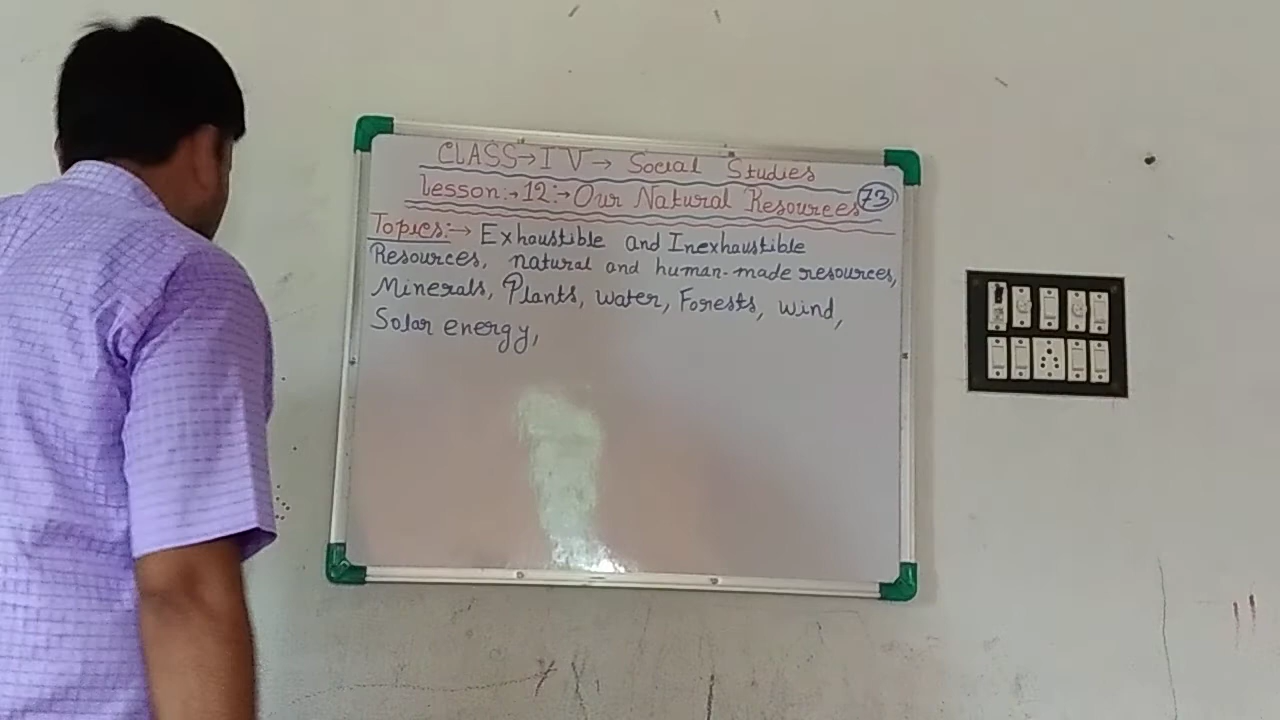 CLASS→IV→ Social Studies
Lesson:→12:→Our Natural Resources 73
Topics:→ Exhaustible and Inexhaustible
Resources, natural and human-made resources,
Minerals, Plants, water, Forests, wind,
Solar energy,